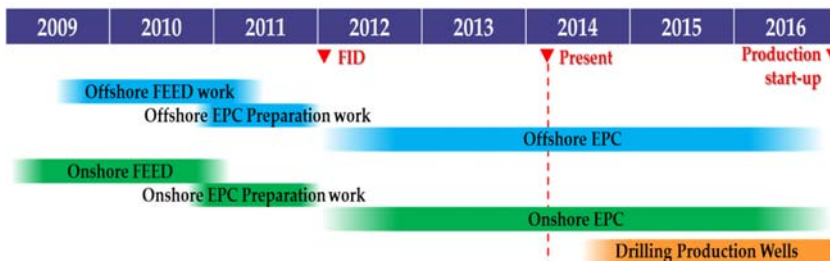 2009 2010 2011 2012 2013 2014 2015 2016
FID
Present
Production
start-up
Offshore FEED work
Offshore EPC Preparation work
Offshore EPC
Onshore FEED
Onshore EPC Preparation work
Onshore EPC
Drilling Production Wells